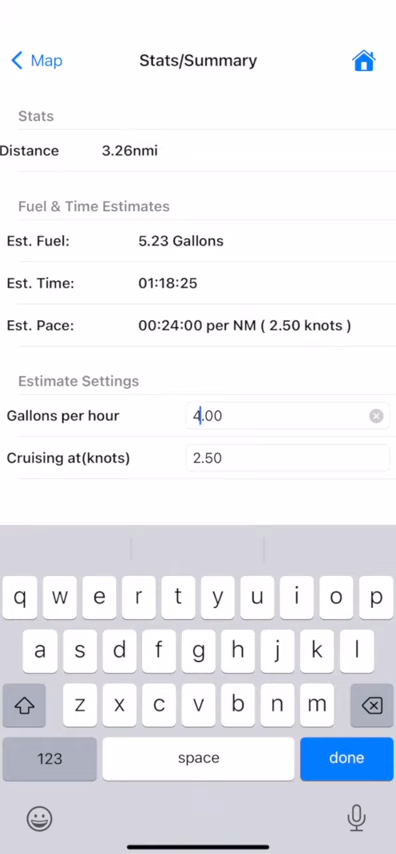 Map
Stats/Summary
Stats
Distance 3.26nmi
Fuel & Time Estimates
Est. Fuel: 5.23 Gallons
Est. Time: 01:18:25
Est. Pace: 00:24:00 per NM ( 2.50 knots )
Estimate Settings
Gallons per hour 4.00
Cruising at(knots) 2.50
q w e r t y u i o p
a s d f g h j k l
z x c v b n m
123 space done